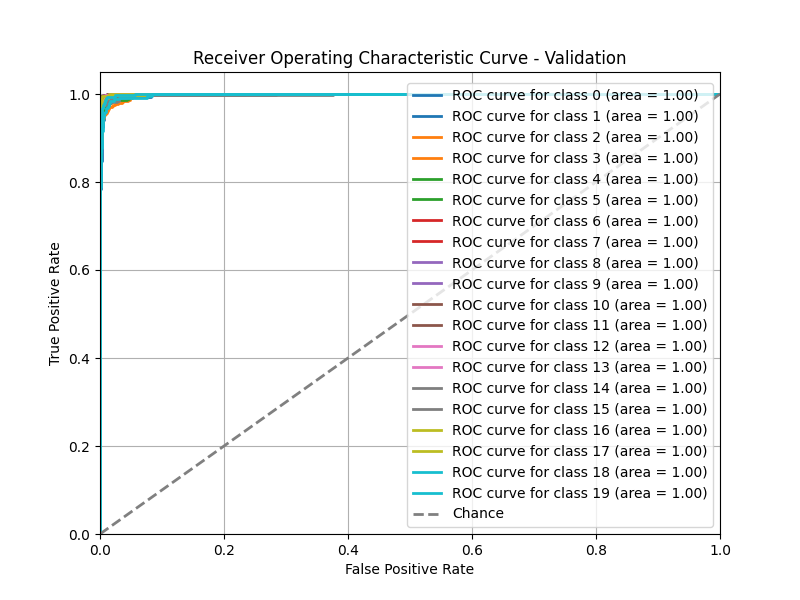 Receiver Operating Characteristic Curve - Validation
True Positive Rate
1.0
0.8
0.6
0.4
0.2
0.0
ROC curve for class 0 (area = 1.00)
ROC curve for class 1 (area = 1.00)
ROC curve for class 2 (area = 1.00)
ROC curve for class 3 (area = 1.00)
ROC curve for class 4 (area = 1.00)
ROC curve for class 5 (area = 1.00)
ROC curve for class 6 (area = 1.00)
ROC curve for class 7 (area = 1.00)
ROC curve for class 8 (area = 1.00)
ROC curve for class 9 (area = 1.00)
ROC curve for class 10 (area = 1.00)
ROC curve for class 11 (area = 1.00)
ROC curve for class 12 (area = 1.00)
ROC curve for class 13 (area = 1.00)
ROC curve for class 14 (area = 1.00)
ROC curve for class 15 (area = 1.00)
ROC curve for class 16 (area = 1.00)
ROC curve for class 17 (area = 1.00)
ROC curve for class 18 (area = 1.00)
ROC curve for class 19 (area = 1.00)
Chance
0.0 0.2 0.4 0.6 0.8 1.0
False Positive Rate